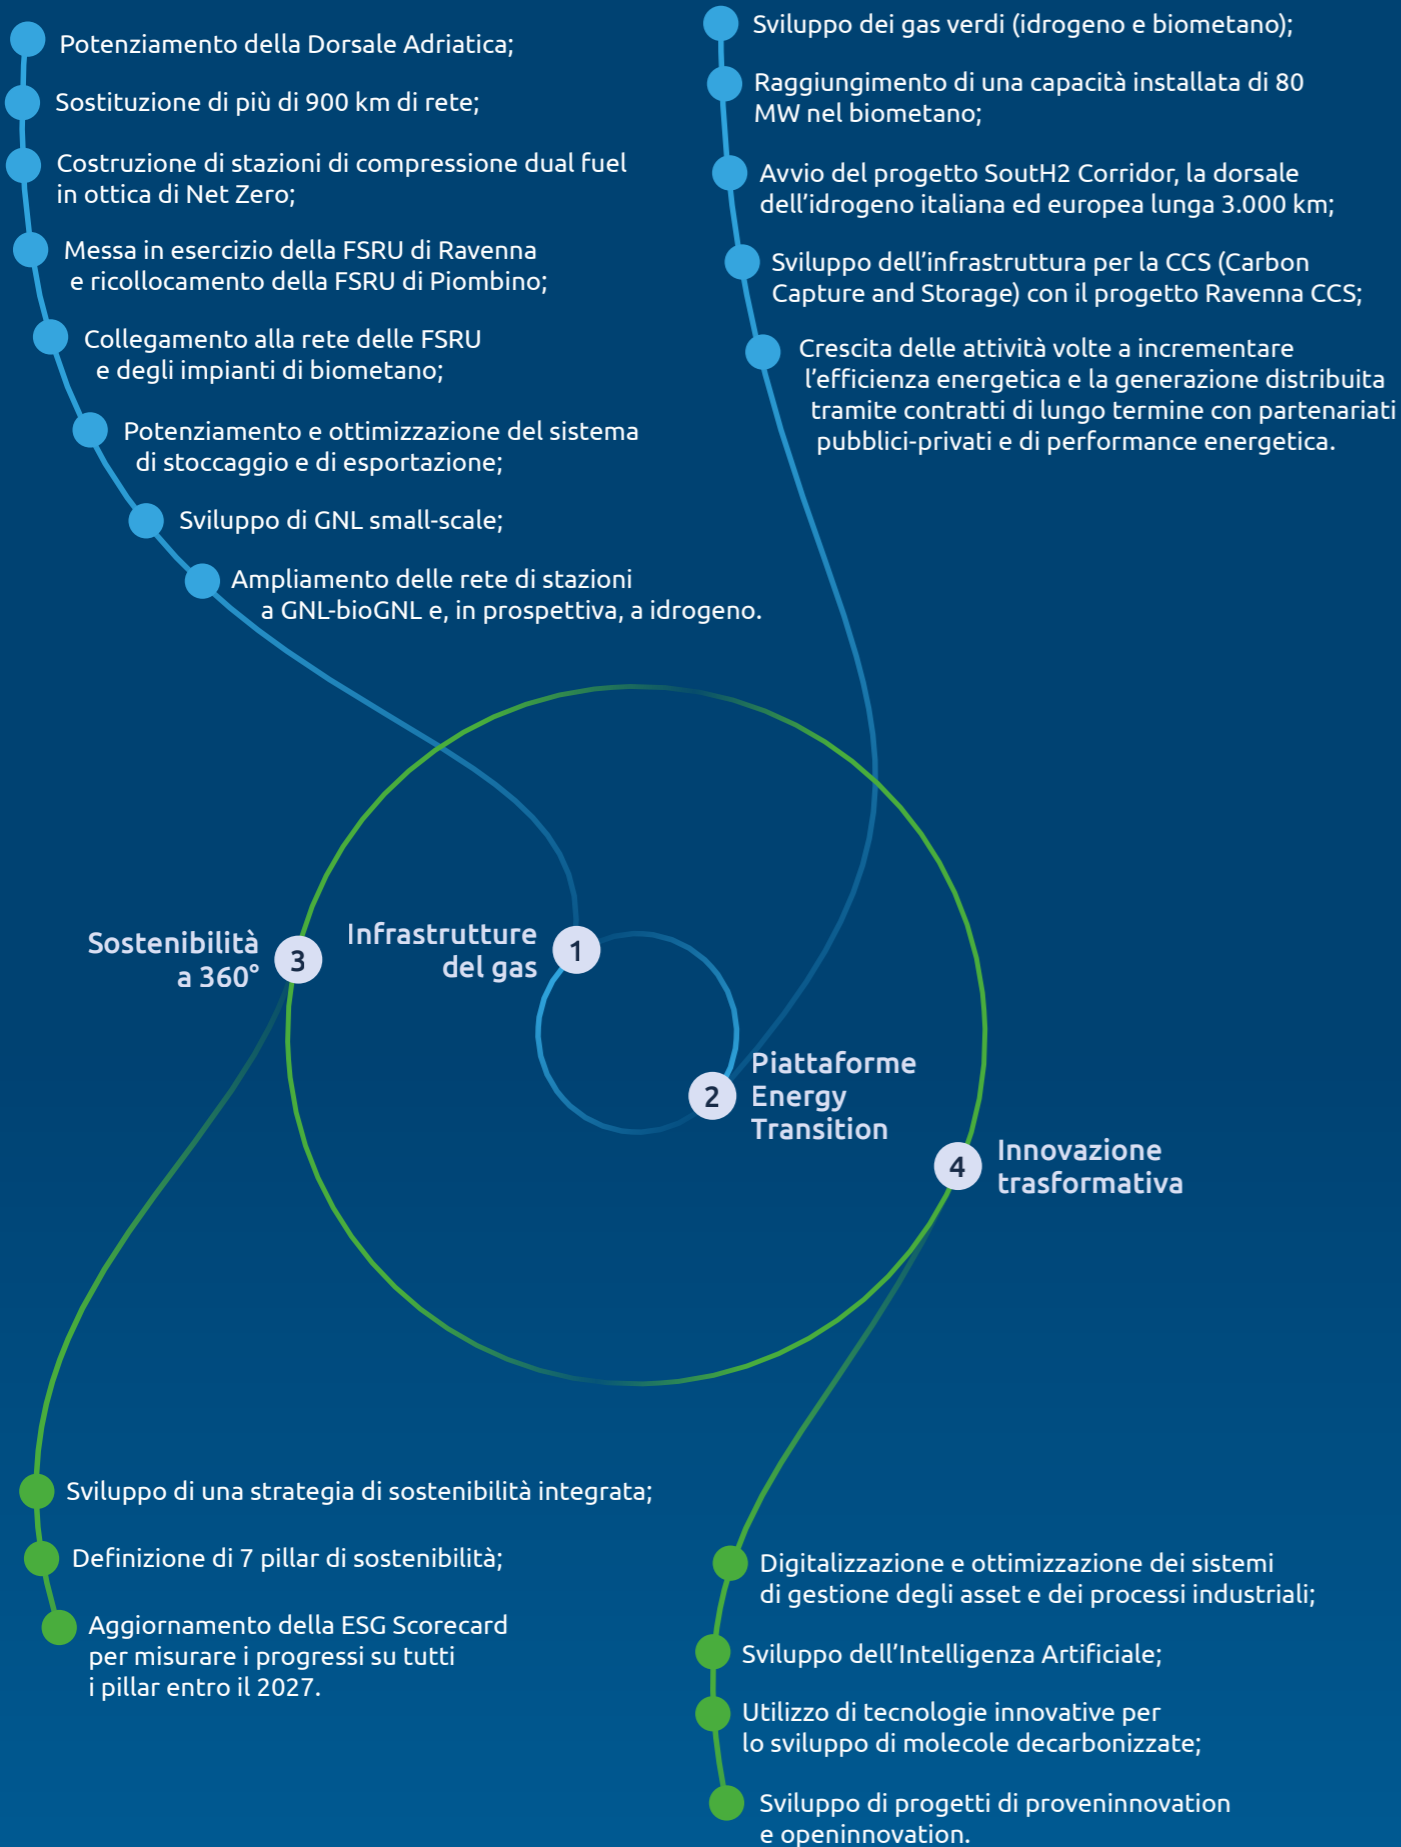 Potenziamento della Dorsale Adriatica;
Sostituzione di più di 900 km di rete;
Costruzione di stazioni di compressione dual fuel
in ottica di Net Zero;
Messa in esercizio della FSRU di Ravenna
e ricollocamento della FSRU di Piombino;
Collegamento alla rete delle FSRU
e degli impianti di biometano;
Potenziamento e ottimizzazione del sistema
di stoccaggio e di esportazione;
Sviluppo di GNL small-scale;
Ampliamento delle rete di stazioni
a GNL-bioGNL e, in prospettiva, a idrogeno.
Sviluppo dei gas verdi (idrogeno e biometano);
Raggiungimento di una capacità installata di 80
MW nel biometano;
Avvio del progetto SoutH2 Corridor, la dorsale
dell’idrogeno italiana ed europea lunga 3.000 km;
Sviluppo dell’infrastruttura per la CCS (Carbon
Capture and Storage) con il progetto Ravenna CCS;
Crescita delle attività volte a incrementare
l’efficienza energetica e la generazione distribuita
tramite contratti di lungo termine con partenariati
pubblici-privati e di performance energetica.
Sostenibilità
a 360°
3
Infrastrutture
del gas
1
2
Piattaforme
Energy
Transition
4
Innovazione
trasformativa
Sviluppo di una strategia di sostenibilità integrata;
Definizione di 7 pillar di sostenibilità;
Aggiornamento della ESG Scorecard
per misurare i progressi su tutti
i pillar entro il 2027.
Digitalizzazione e ottimizzazione dei sistemi
di gestione degli asset e dei processi industriali;
Sviluppo dell’Intelligenza Artificiale;
Utilizzo di tecnologie innovative per
lo sviluppo di molecole decarbonizzate;
Sviluppo di progetti di proveninnovation
e openinnovation.